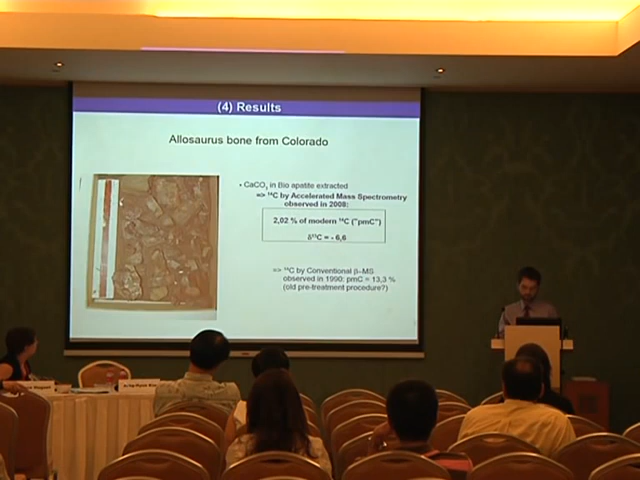 (4) Results
Allosaurus bone from Colorado
• CaCO3 in Bio apatite extracted
=> ¹⁴C by Accelerated Mass Spectrometry
observed in 2008:
2,02 % of modern ¹⁴C ("pmC")
δ¹³C = - 6,6
=> ¹⁴C by Conventional β–MS
observed in 1990: pmC = 13,3 %
(old pre-treatment procedure?)